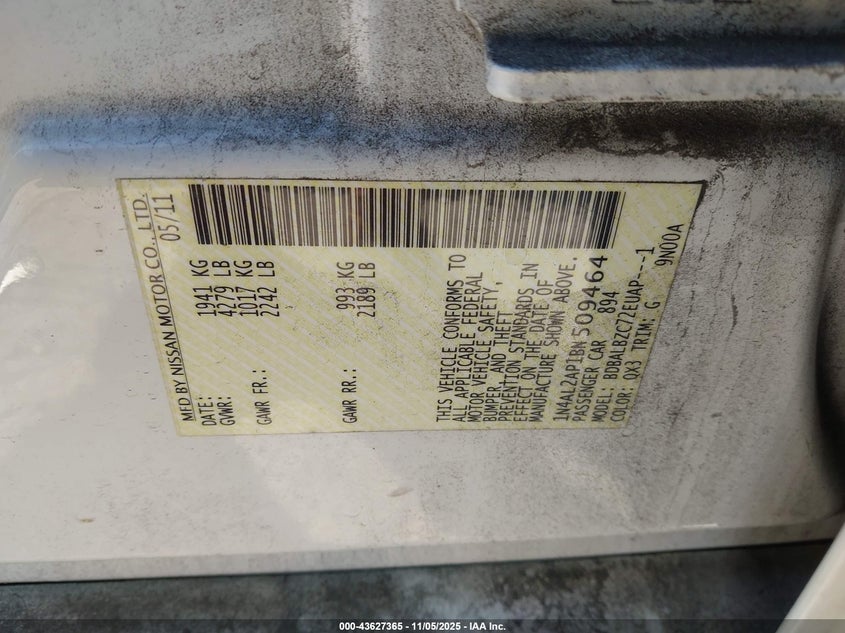 MFD BY NISSAN MOTOR CO., LTD.
DATE: 05/11
GVWR: 1941 KG
4279 LB
GAWR FR.: 1017 KG
2242 LB
GAWR RR.: 993 KG
2189 LB
THIS VEHICLE CONFORMS TO
ALL APPLICABLE FEDERAL
MOTOR VEHICLE SAFETY,
BUMPER, AND THEFT
PREVENTION STANDARDS IN
EFFECT ON THE DATE OF
MANUFACTURE SHOWN ABOVE.
1N4AL2AP1BN509464
PASSENGER CAR 894
MODEL: BDBALBZC72EUAP---1
COLOR: QX3 TRIM: G 9N00A
000-43627365 - 11/05/2025 - IAA Inc.